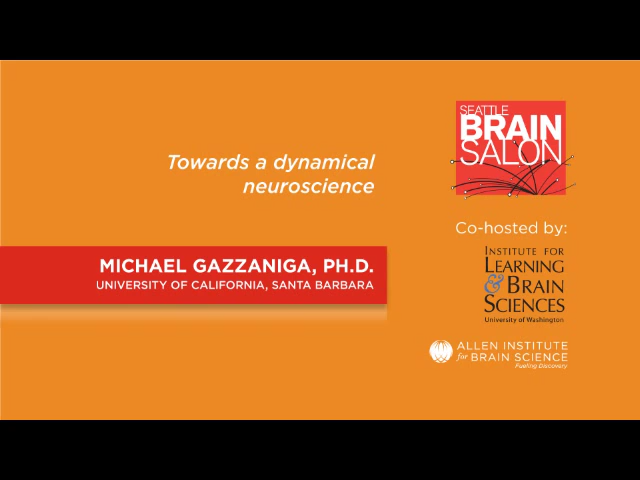 Towards a dynamical
neuroscience
MICHAEL GAZZANIGA, PH.D.
UNIVERSITY OF CALIFORNIA, SANTA BARBARA
SEATTLE
BRAIN
SALON
Co-hosted by:
INSTITUTE FOR
LEARNING
& BRAIN
SCIENCES
University of Washington
ALLEN INSTITUTE
for BRAIN SCIENCE
Fueling Discovery